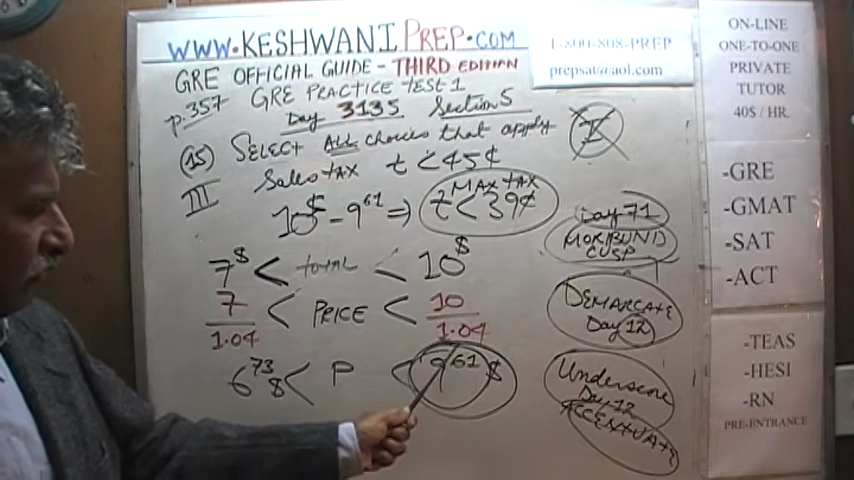 WWW.KESHWANIPREP.COM
1-800-808-PREP
prepsat@aol.com
GRE OFFICIAL GUIDE - THIRD EDITION
p.357 GRE PRACTICE TEST 1
Day 3135 Section 5
(15) SELECT ALL choices that apply
I
III Sales tax t < 45¢
10$ - 9 61 ⇒ MAX TAX t < 39¢
7$ < TOTAL < 10$
7/1.04 < PRICE < 10/1.04
6 73 $ < P < 9 61 $
Day 71
MORIBUND
CUSP
DEMARCATE
Day 12
Underscore
Day 12
ACCENTUATE
ON-LINE
ONE-TO-ONE
PRIVATE
TUTOR
40$ / HR.
-GRE
-GMAT
-SAT
-ACT
-TEAS
-HESI
-RN
PRE-ENTRANCE